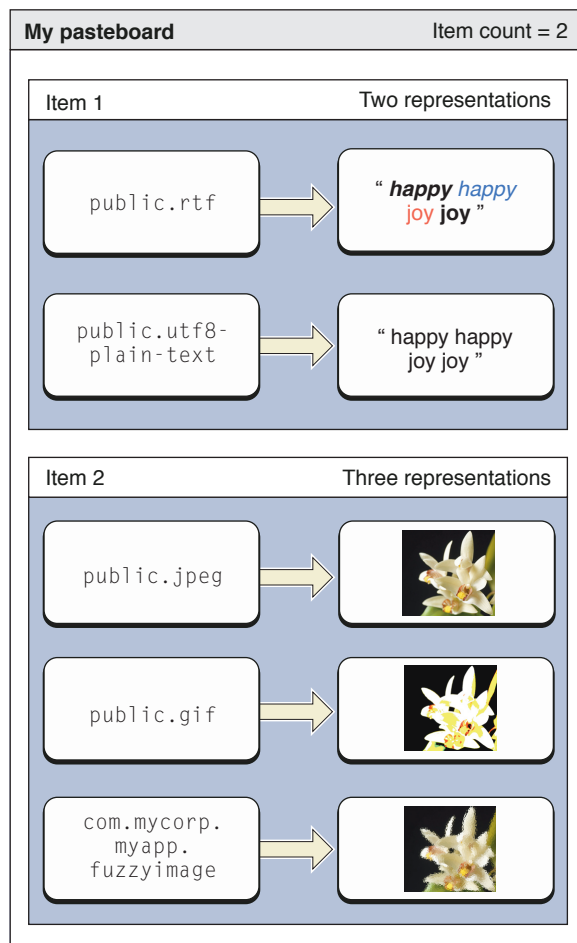 My pasteboard Item count = 2
Item 1 Two representations
public.rtf
“ happy happy
joy joy ”
public.utf8-
plain-text
“ happy happy
joy joy ”
Item 2 Three representations
public.jpeg
public.gif
com.mycorp.
myapp.
fuzzyimage